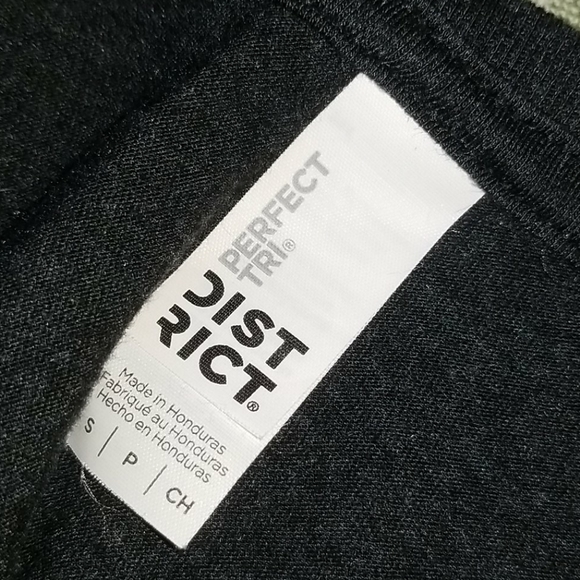 PERFECT
TRI®
DIST
RICT®
Made in Honduras
Fabriqué au Honduras
Hecho en Honduras
S | P | CH